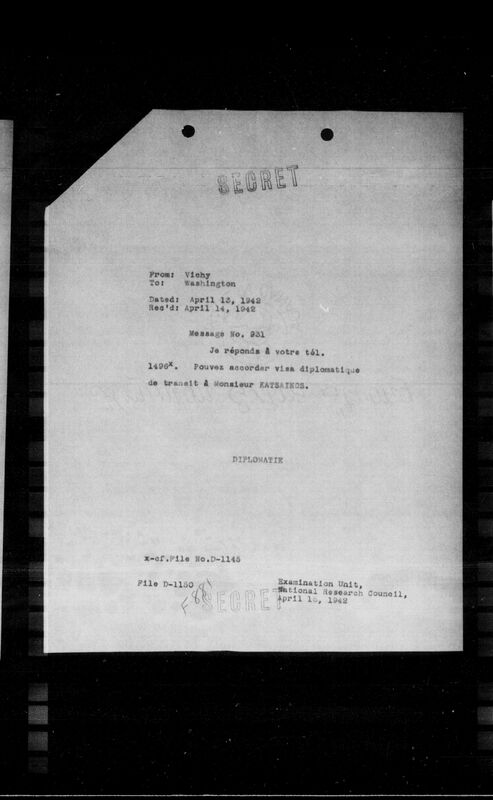 SECRET
From: Vichy
To: Washington
Dated: April 13, 1942
Rec'd: April 14, 1942
Message No. 931
Je réponds à votre tél.
1496x. Pouvez accorder visa diplomatique
de transit à Monsieur KATSAINOS.
DIPLOMATIE
x-cf.File No.D-1145
File D-1150
Examination Unit,
National Research Council,
April 15, 1942
SECRET